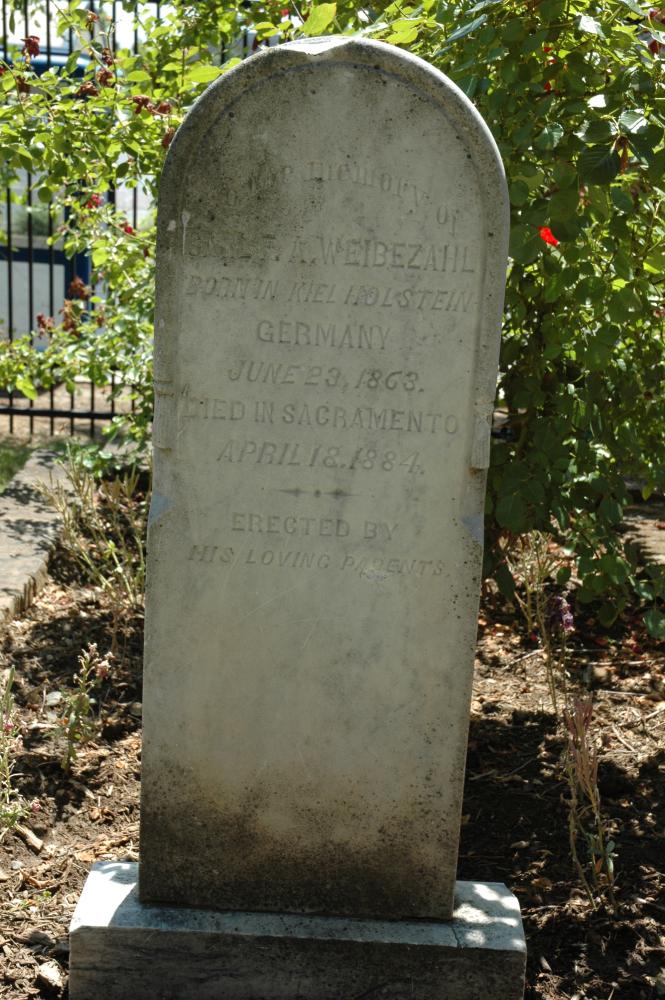 memory of
A. WEIBEZAHL
BORN IN KIEL HOLSTEIN
GERMANY
JUNE 23, 1863.
DIED IN SACRAMENTO
APRIL 18. 1884.
ERECTED BY
HIS LOVING PARENTS.